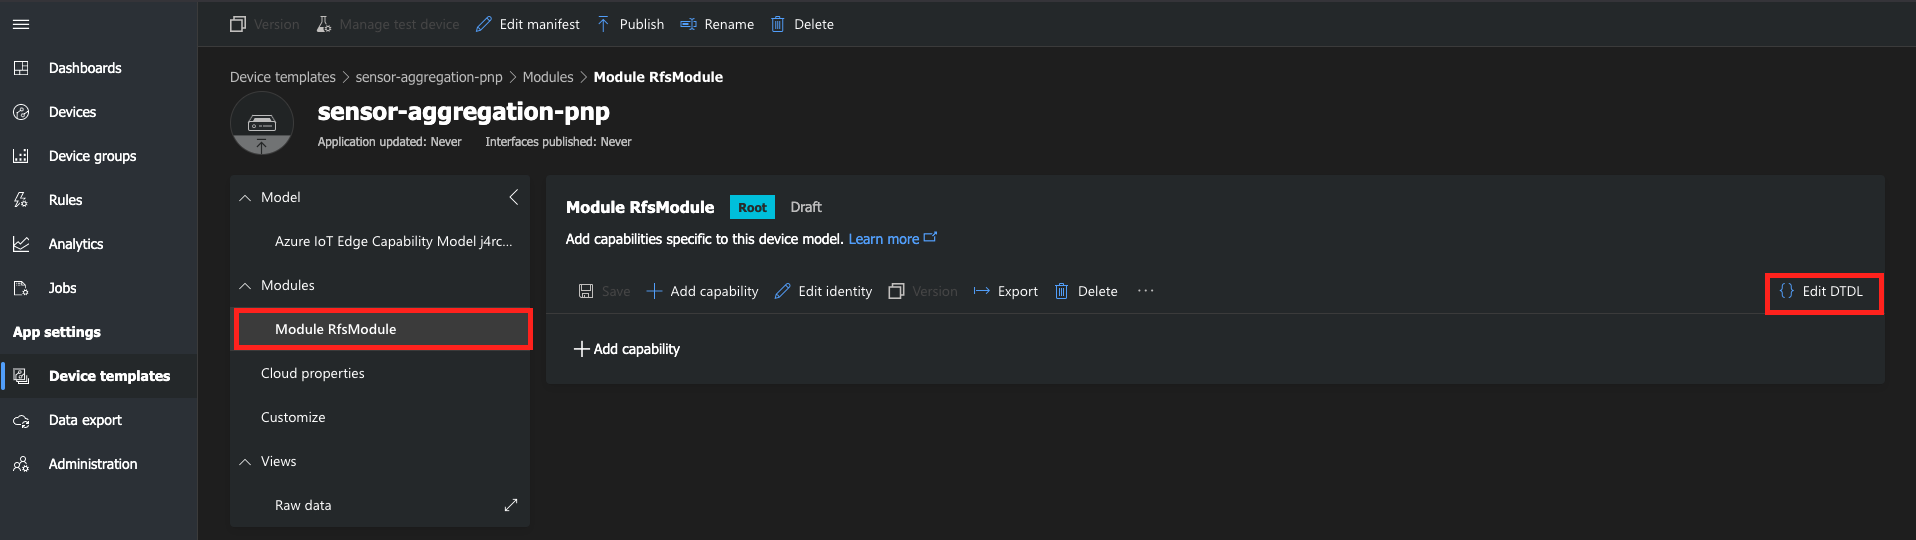 Version Manage test device Edit manifest Publish Rename Delete
Dashboards
Devices
Device groups
Rules
Analytics
Jobs
App settings
Device templates
Data export
Administration
Device templates > sensor-aggregation-pnp > Modules > Module RfsModule
sensor-aggregation-pnp
Application updated: Never Interfaces published: Never
Model
Azure IoT Edge Capability Model j4rc...
Modules
Module RfsModule
Cloud properties
Customize
Views
Raw data
Module RfsModule Root Draft
Add capabilities specific to this device model. Learn more
Save Add capability Edit identity Version Export Delete ... {} Edit DTDL
Add capability